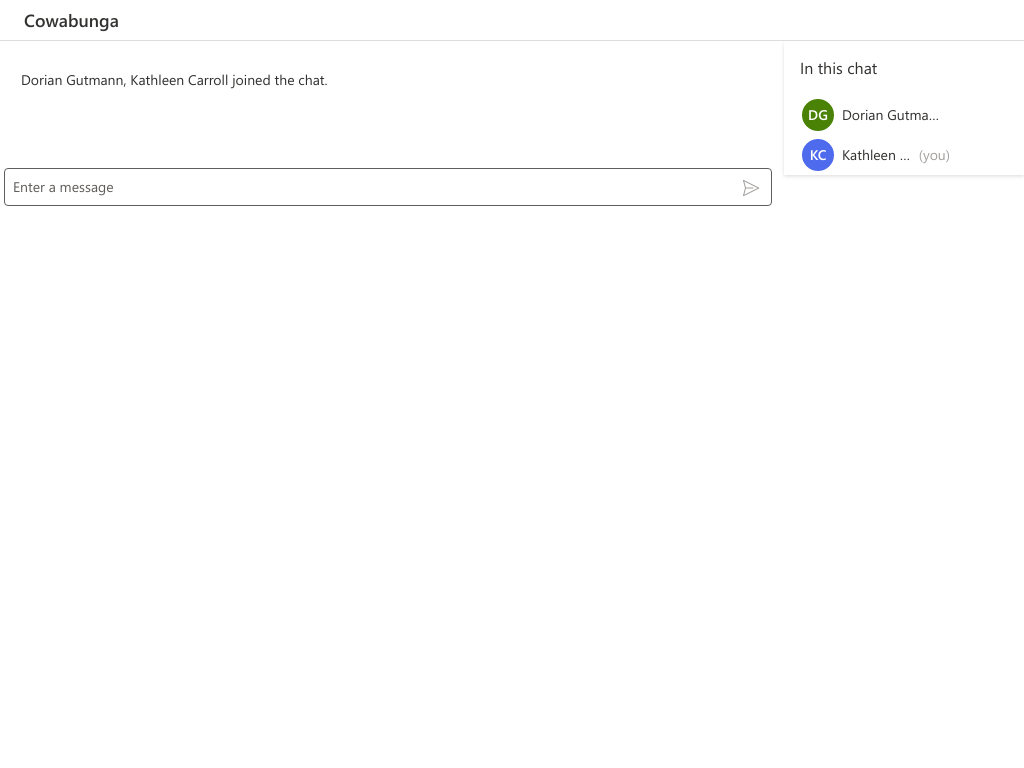 Cowabunga
Dorian Gutmann, Kathleen Carroll joined the chat.
Enter a message
In this chat
DG Dorian Gutma...
KC Kathleen ... (you)